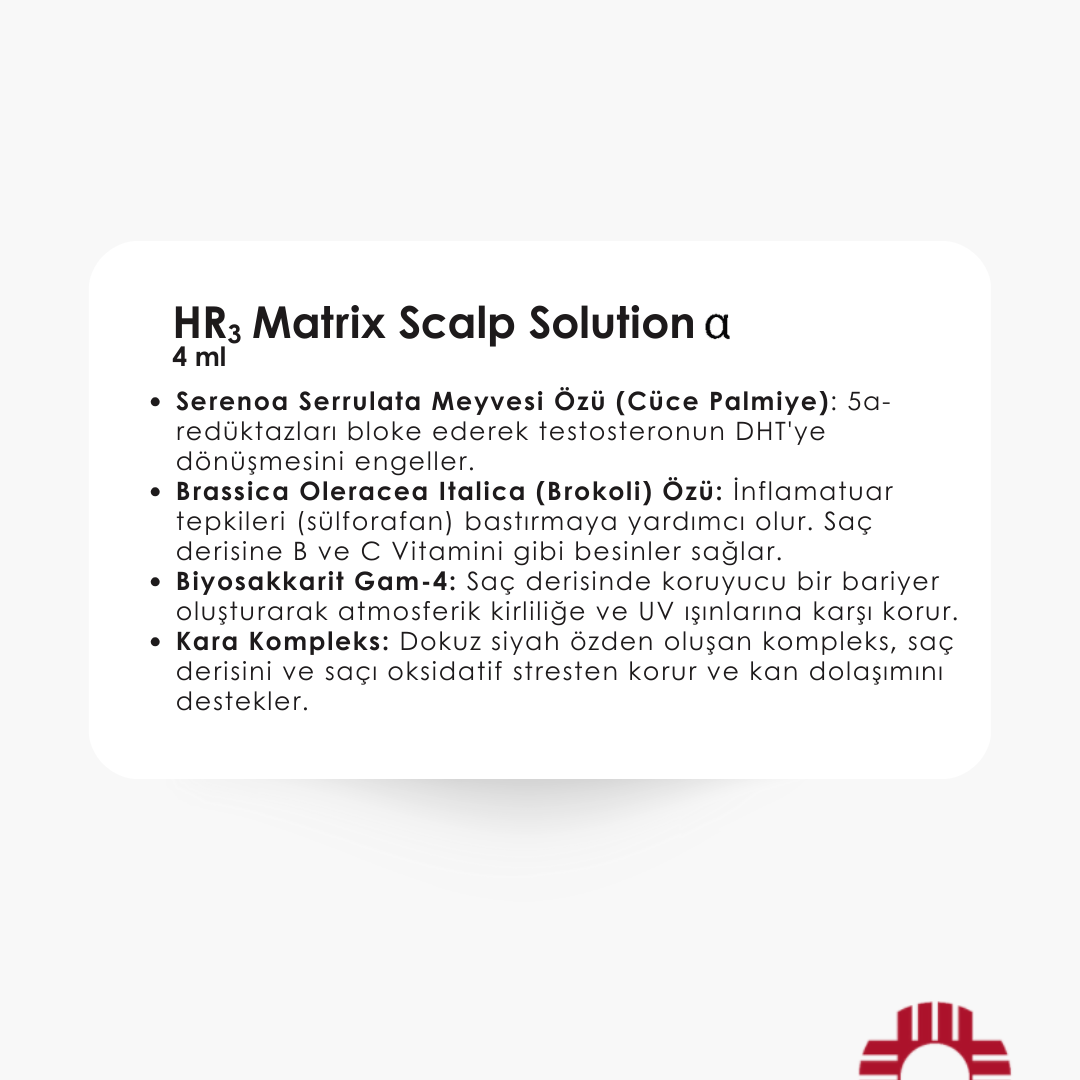 HR₃ Matrix Scalp Solution α
4 ml
• Serenoa Serrulata Meyvesi Özü (Cüce Palmiye): 5a-
redüktazları bloke ederek testosteronun DHT'ye
dönüşmesini engeller.
• Brassica Oleracea Italica (Brokoli) Özü: İnflamatuar
tepkileri (sülforafan) bastırmaya yardımcı olur. Saç
derisine B ve C Vitamini gibi besinler sağlar.
• Biyosakkarit Gam-4: Saç derisinde koruyucu bir bariyer
oluşturarak atmosferik kirliliğe ve UV ışınlarına karşı korur.
• Kara Kompleks: Dokuz siyah özden oluşan kompleks, saç
derisini ve saçı oksidatif stresten korur ve kan dolaşımını
destekler.